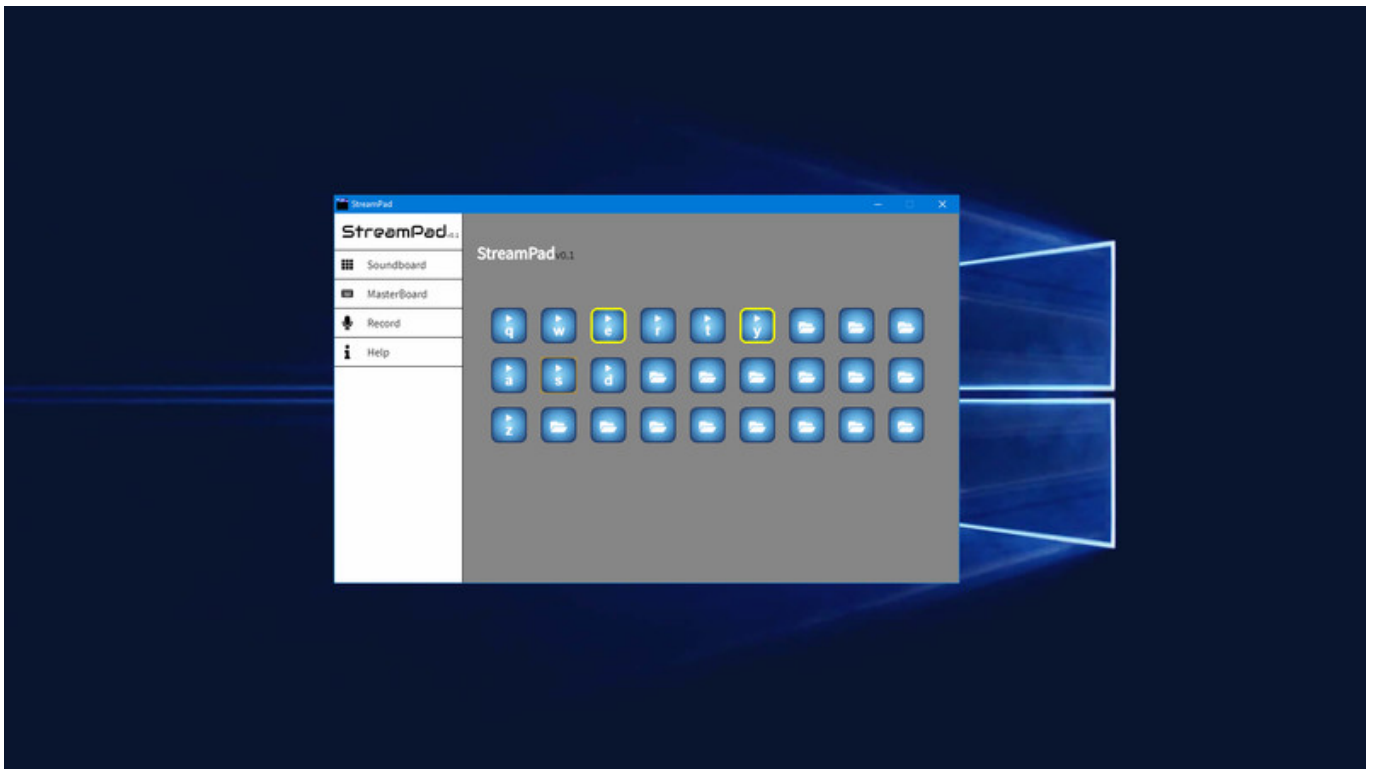 StreamPad
StreamPad v0.1
Soundboard
MasterBoard
Record
Help
StreamPad v0.1
q w e r t y
a s d
z